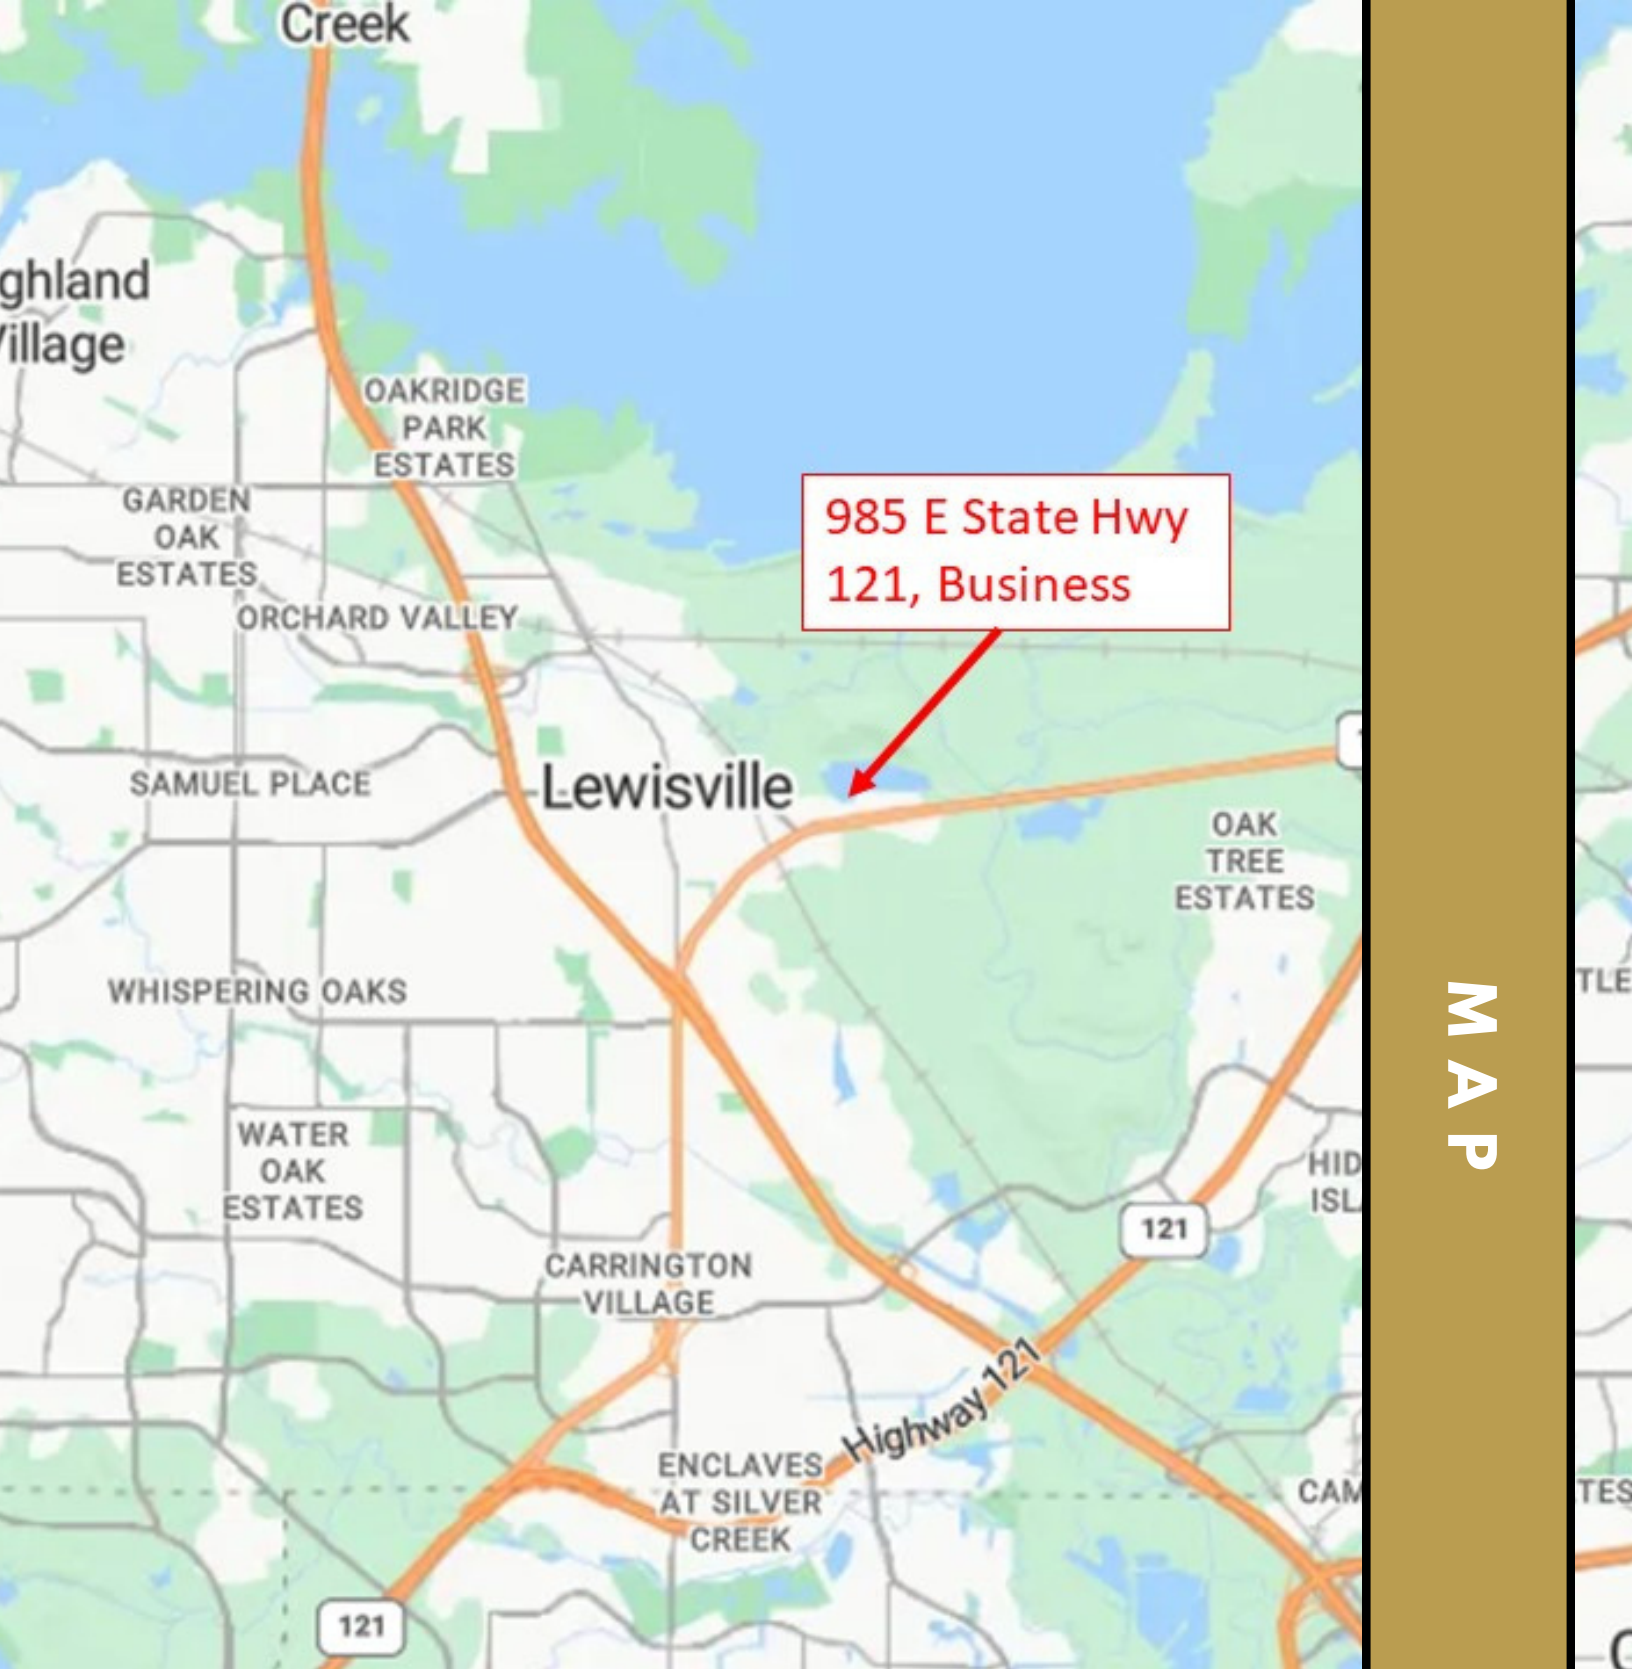 Creek
ghland
Village
OAKRIDGE
PARK
ESTATES
GARDEN
OAK
ESTATES
985 E State Hwy
121, Business
ORCHARD VALLEY
SAMUEL PLACE
Lewisville
OAK
TREE
ESTATES
WHISPERING OAKS
TLE
MAP
WATER
OAK
ESTATES
HID
ISL
121
CARRINGTON
VILLAGE
Highway 121
ENCLAVES
AT SILVER
CREEK
CAM
TES
121